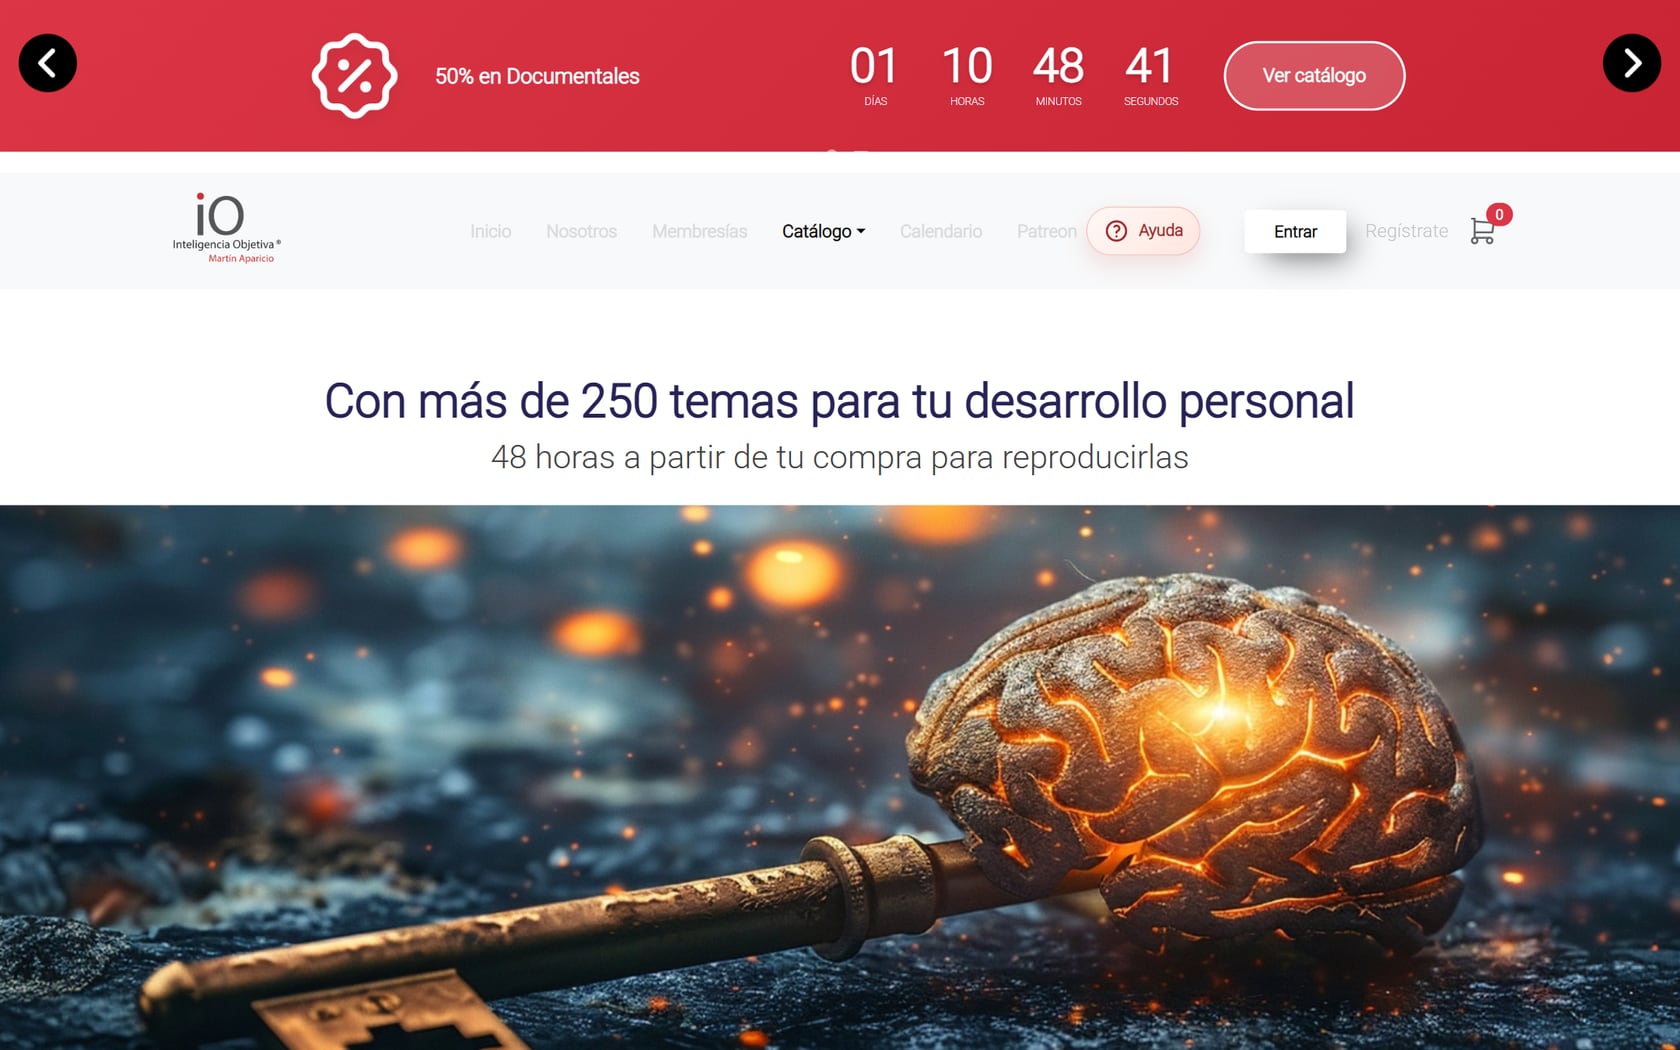 50% en Documentales
01 10 48 41
DÍAS HORAS MINUTOS SEGUNDOS
Ver catálogo
iO
Inteligencia Objetiva®
Martín Aparicio
Inicio Nosotros Membresías Catálogo Calendario Patreon Ayuda Entrar Regístrate 0
Con más de 250 temas para tu desarrollo personal
48 horas a partir de tu compra para reproducirlas